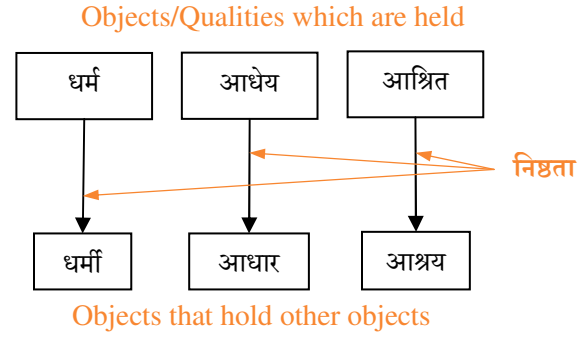 Objects/Qualities which are held
धर्म
आधेय
आश्रित
निष्ठता
धर्मी
आधार
आश्रय
Objects that hold other objects